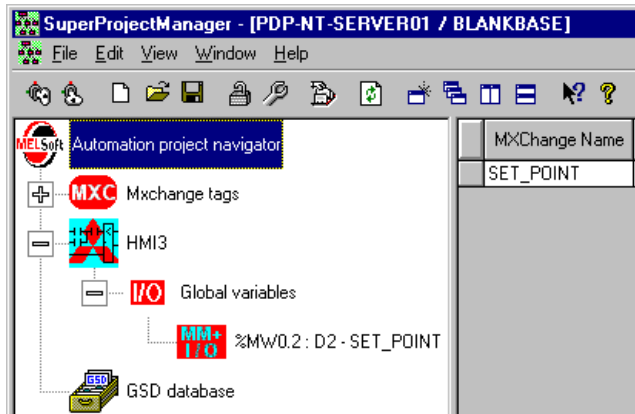 SuperProjectManager - [PDP-NT-SERVER01 / BLANKBASE]
File Edit View Window Help
MELSoft Automation project navigator
MXChange Name
SET_POINT
MXC Mxchange tags
HMI3
I/O Global variables
MM+ I/O %MW0.2 : D2 - SET_POINT
GSD GSD database